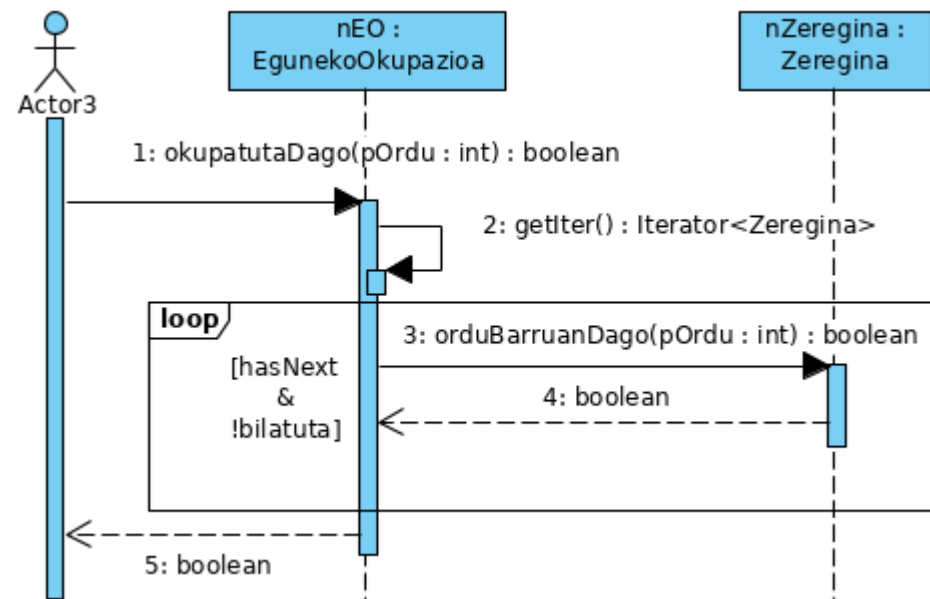 nEO :
EgunekoOkupazioa
nZeregina :
Zeregina
Actor3
1: okupatutaDago(pOrdu : int) : boolean
2: getIter() : Iterator<Zeregina>
loop
3: orduBarruanDago(pOrdu : int) : boolean
[hasNext
&
!bilatuta]
4: boolean
5: boolean